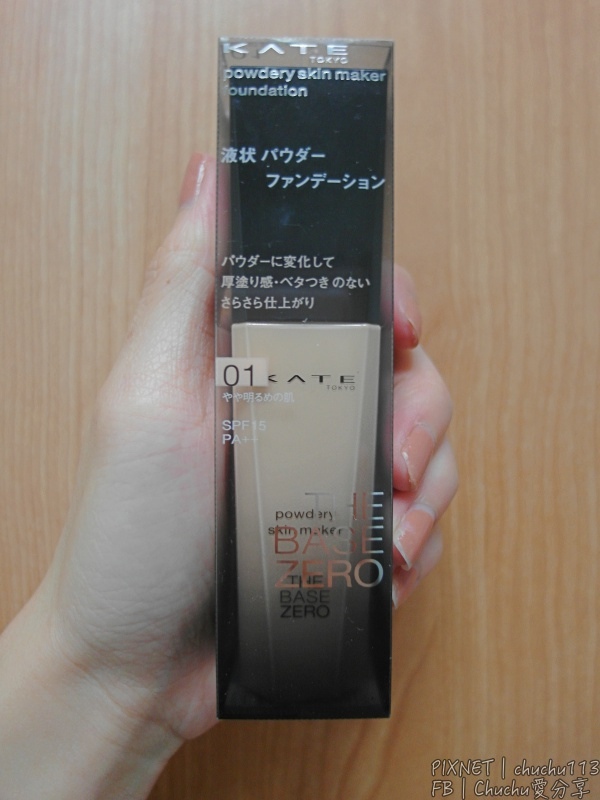 KATE
TOKYO
powdery skin maker
foundation
液状 パウダー
ファンデーション
パウダーに変化して
厚塗り感・ベタつきのない
さらさら仕上がり
01
KATE
TOKYO
やや明るめの肌
SPF15
PA++
powdery
skin maker
THE
BASE
ZERO
THE
BASE
ZERO
PIXNET | chuchu113
FB | Chuchu愛分享